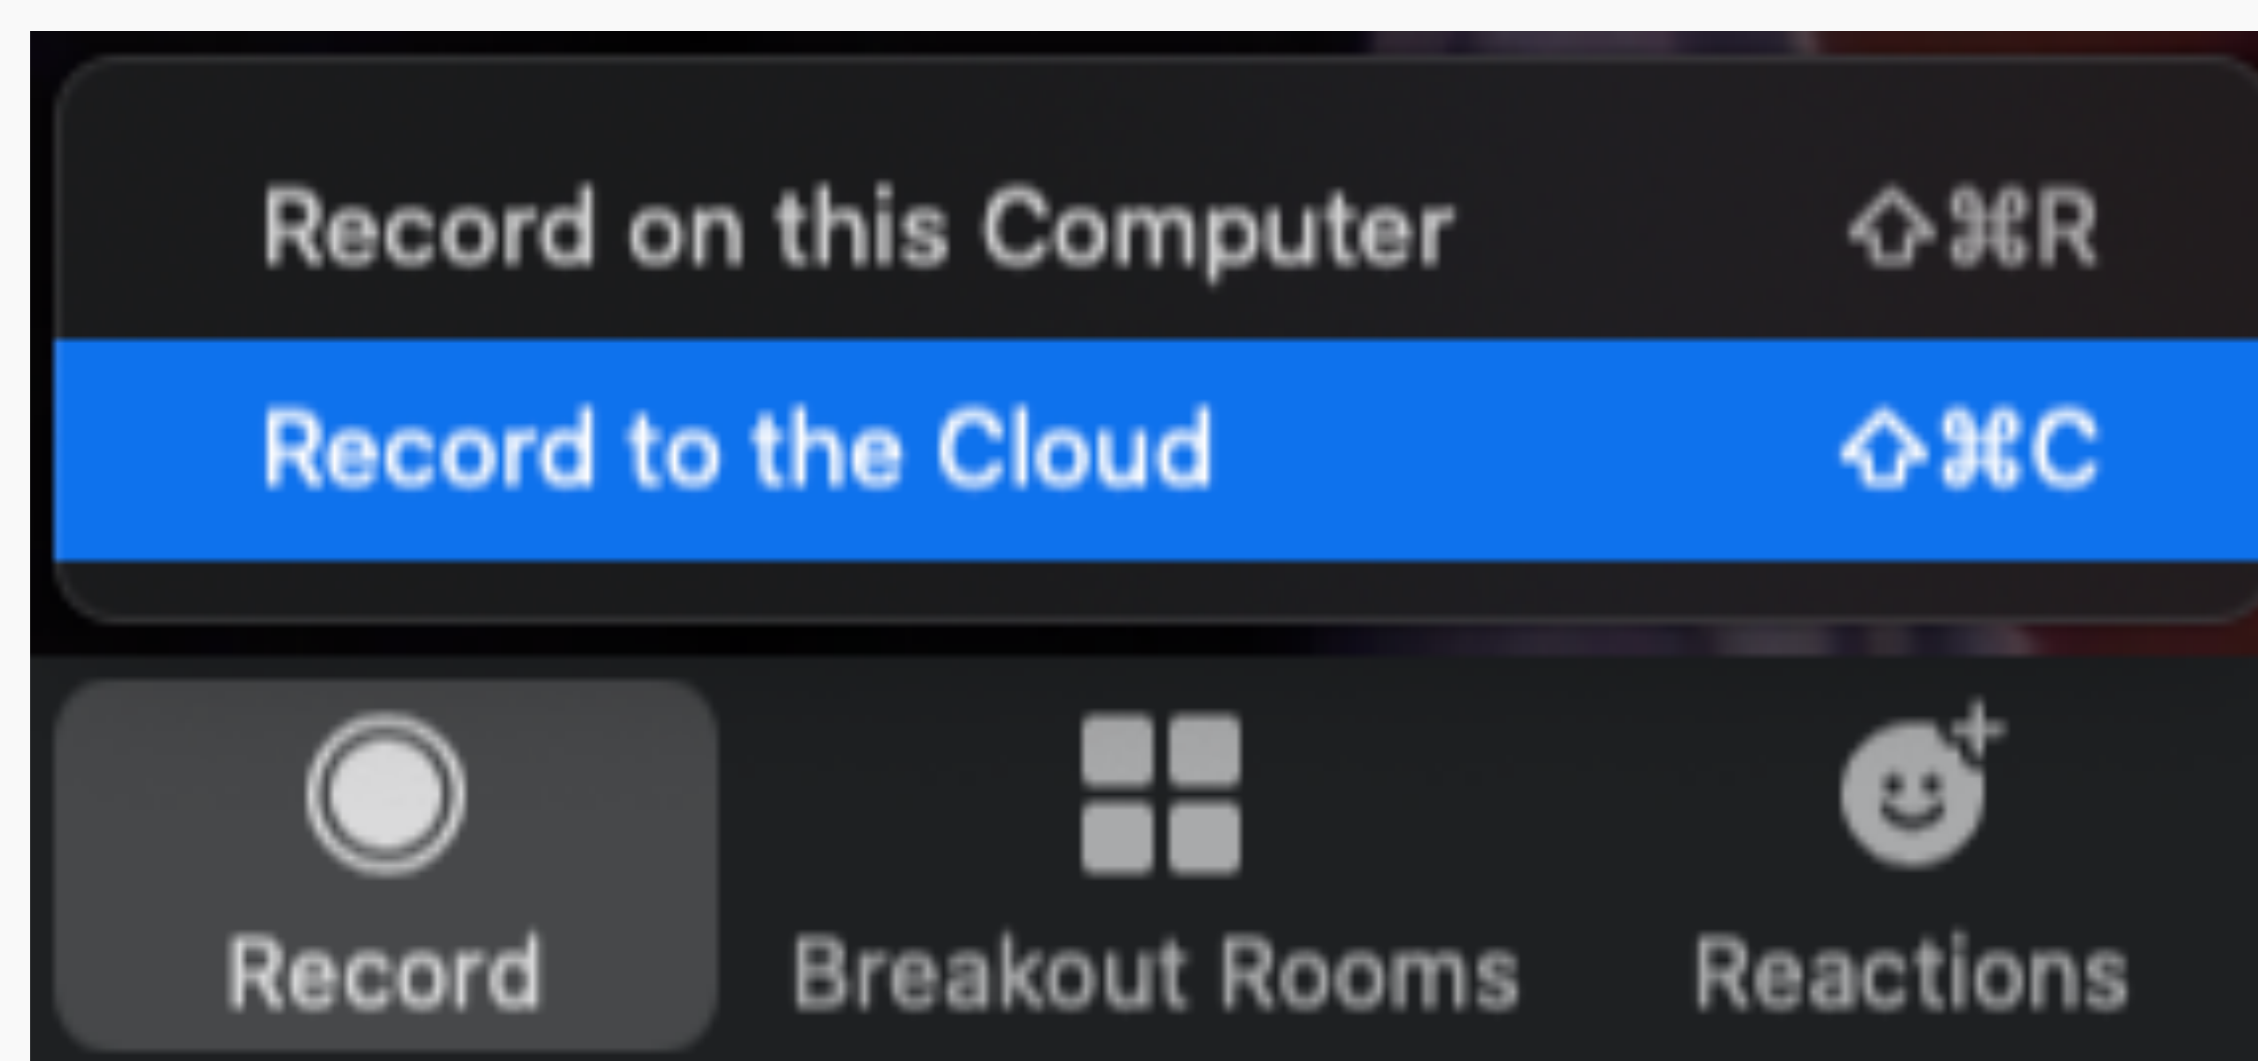 Record on this Computer ⇧⌘R
Record to the Cloud ⇧⌘C
Record Breakout Rooms Reactions